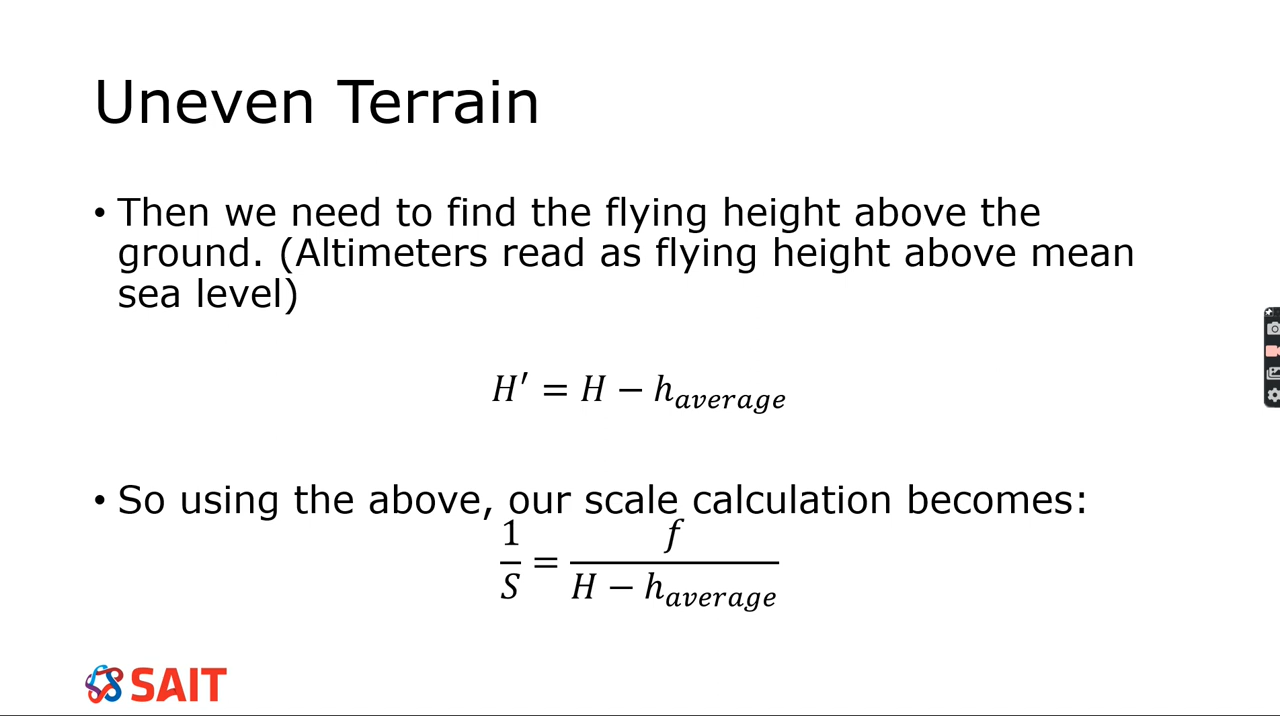 Uneven Terrain
• Then we need to find the flying height above the
ground. (Altimeters read as flying height above mean
sea level)
H′ = H − h_average
• So using the above, our scale calculation becomes:
1/S = f/(H − h_average)
SAIT